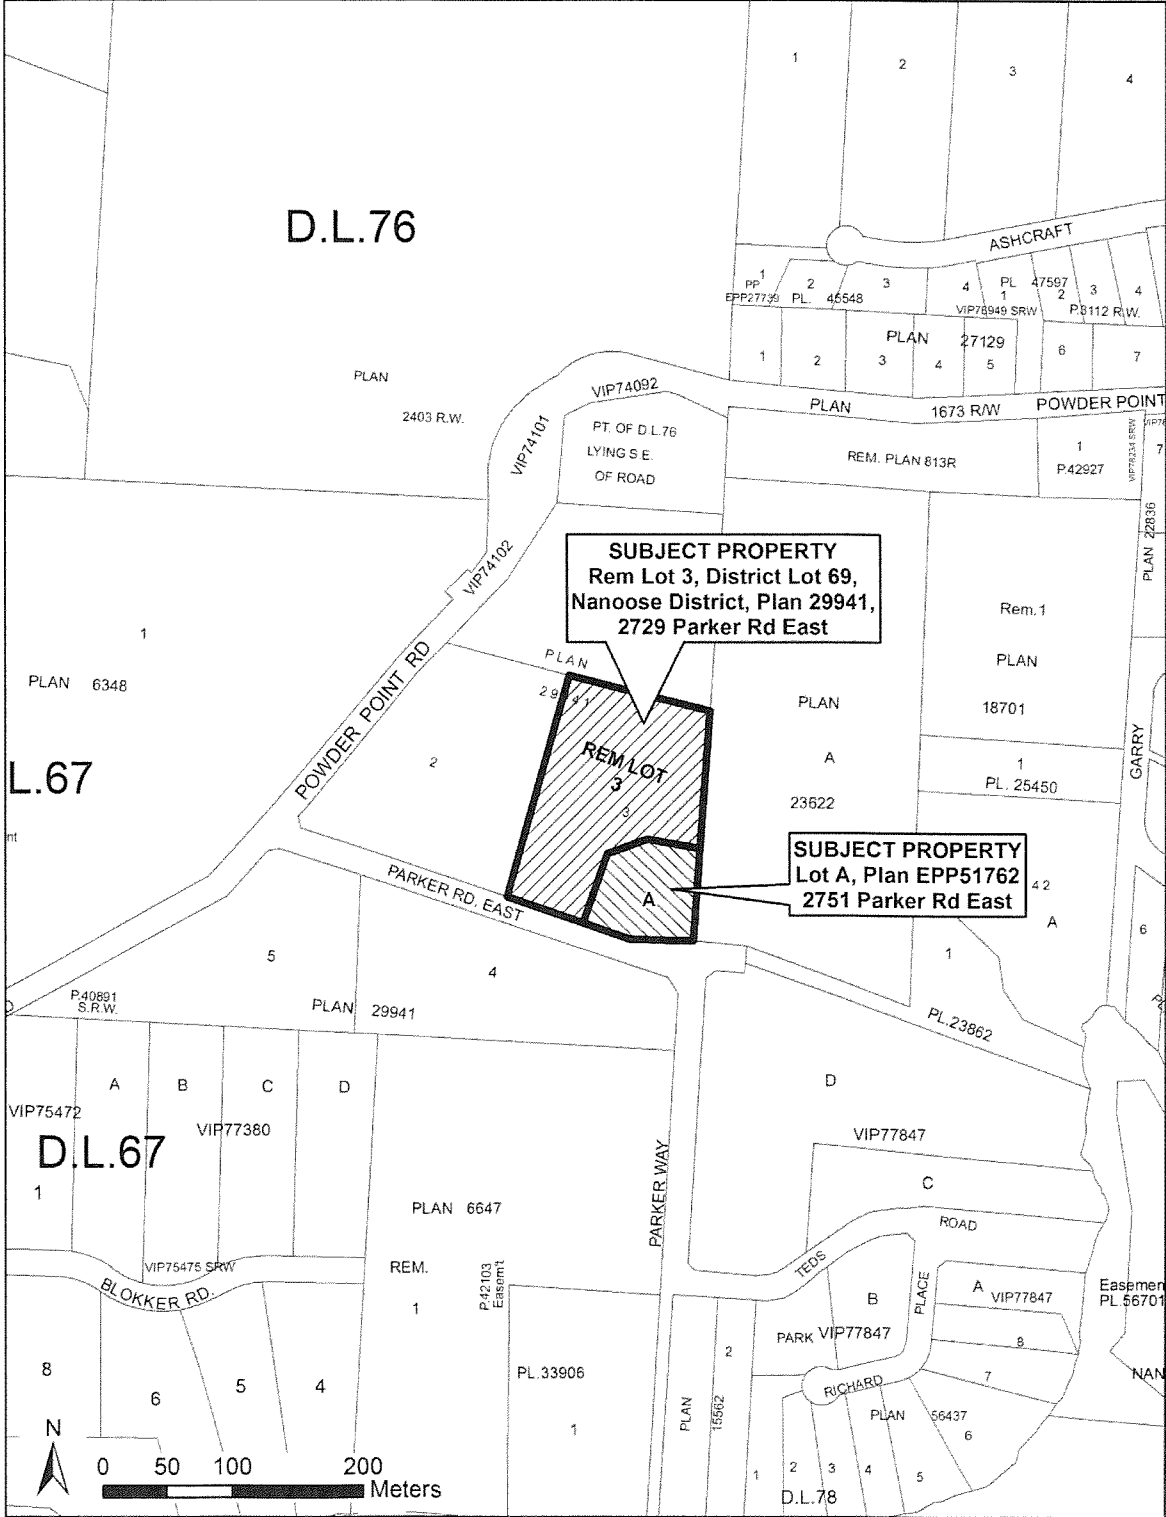 1
2
3
4
D.L.76
ASHCRAFT
1
PP
EPP27739
2
PL. 45548
3
4
PL 47597
1
VIP78949 SRW
2
3
4
P.8112 R.W.
PLAN 27129
1
2
3
4
5
6
7
PLAN
2403 R.W.
VIP74092
VIP74101
PLAN
1673 R/W
POWDER POINT
PT. OF D.L.76
LYING S.E.
OF ROAD
REM. PLAN 813R
1
P.42927
VIP78234 SRW
7
PLAN 22836
VIP74102
SUBJECT PROPERTY
Rem Lot 3, District Lot 69,
Nanoose District, Plan 29941,
2729 Parker Rd East
Rem.1
PLAN
18701
1
PLAN 6348
POWDER POINT RD
PLAN
REM LOT
3
3
2
L.67
PLAN
A
23622
1
PL. 25450
GARRY
SUBJECT PROPERTY
Lot A, Plan EPP51762
2751 Parker Rd East
42
A
A
1
6
PARKER RD. EAST
5
4
P.40891
S.R.W.
PLAN 29941
PL.23862
A
B
C
D
VIP75472
VIP77380
D.L.67
1
D
VIP77847
C
PARKER WAY
PLAN 6647
REM.
1
P.42103
Easem't
VIP75475 SRW
BLOKKER RD.
TEDS
ROAD
PLACE
A VIP77847
Easemen
PL.56701
B
PARK VIP77847
8
7
NAN
RICHARD
PLAN 56437
6
8
6
5
4
PL.33906
1
PLAN
15562
2
1
2
3
4
5
D.L.78
N
0 50 100 200
Meters